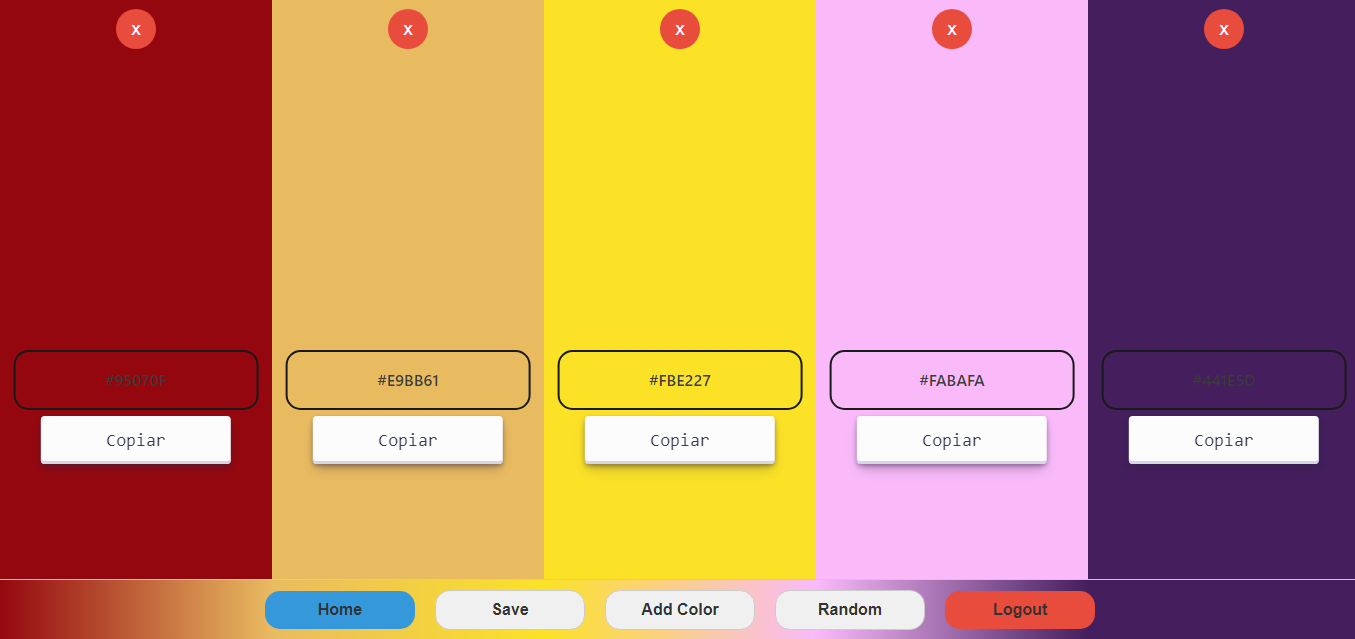 X X X X X
#95070F #E9BB61 #FBE227 #FABAFA #441E5D
Copiar Copiar Copiar Copiar Copiar
Home Save Add Color Random Logout